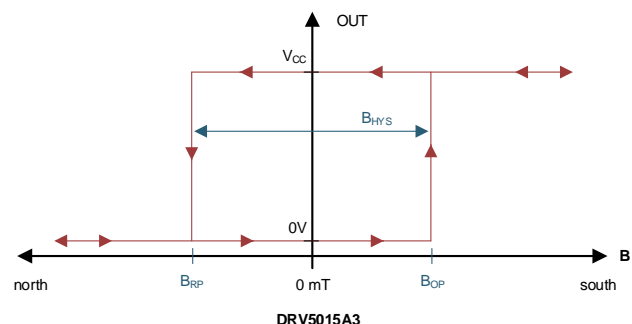 OUT
VCC
BHYS
0V
B
north
BRP
0 mT
BOP
south
DRV5015A3